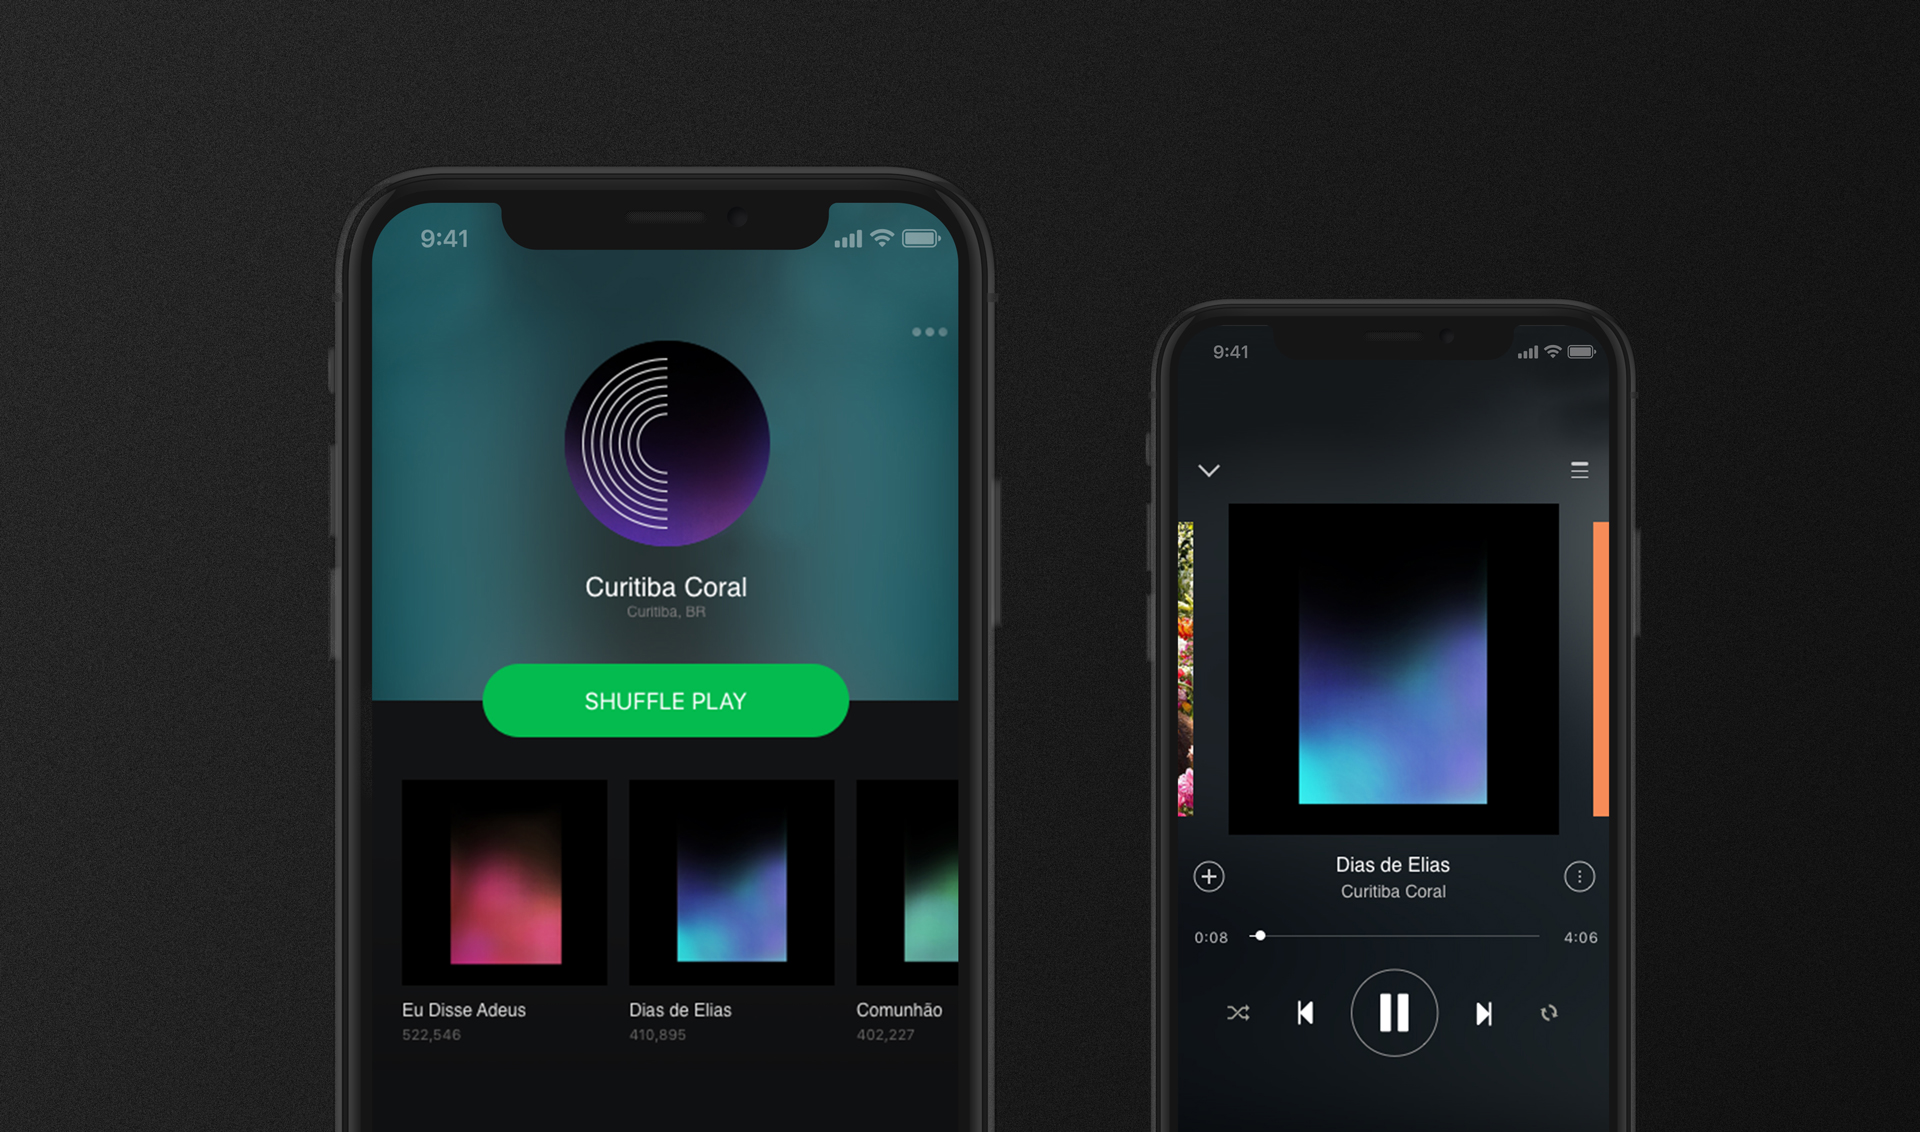 9:41
Curitiba Coral
Curitiba, BR
SHUFFLE PLAY
Eu Disse Adeus
522,546
Dias de Elias
410,895
Comunhão
402,227
9:41
Dias de Elias
Curitiba Coral
0:08
4:06